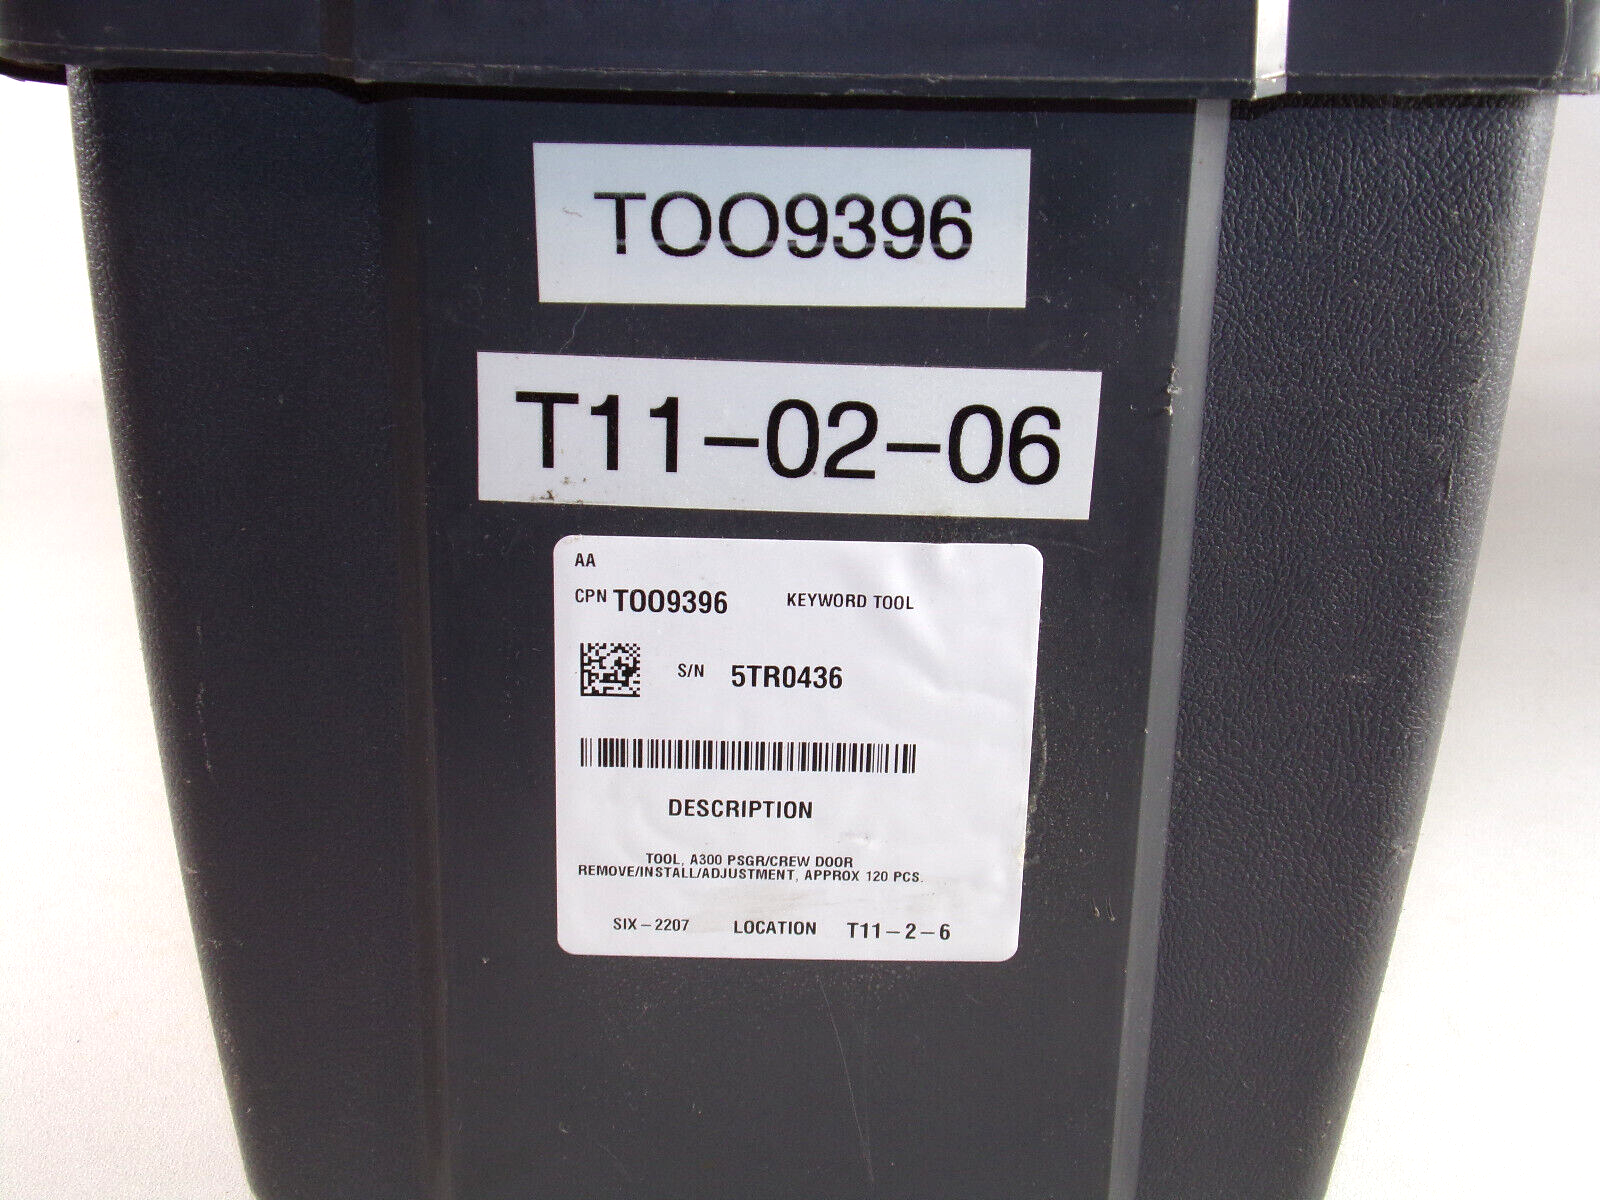 TOO9396
T11-02-06
AA
CPN TOO9396 KEYWORD TOOL
S/N 5TR0436
DESCRIPTION
TOOL, A300 PSGR/CREW DOOR
REMOVE/INSTALL/ADJUSTMENT, APPROX 120 PCS.
SIX-2207 LOCATION T11-2-6